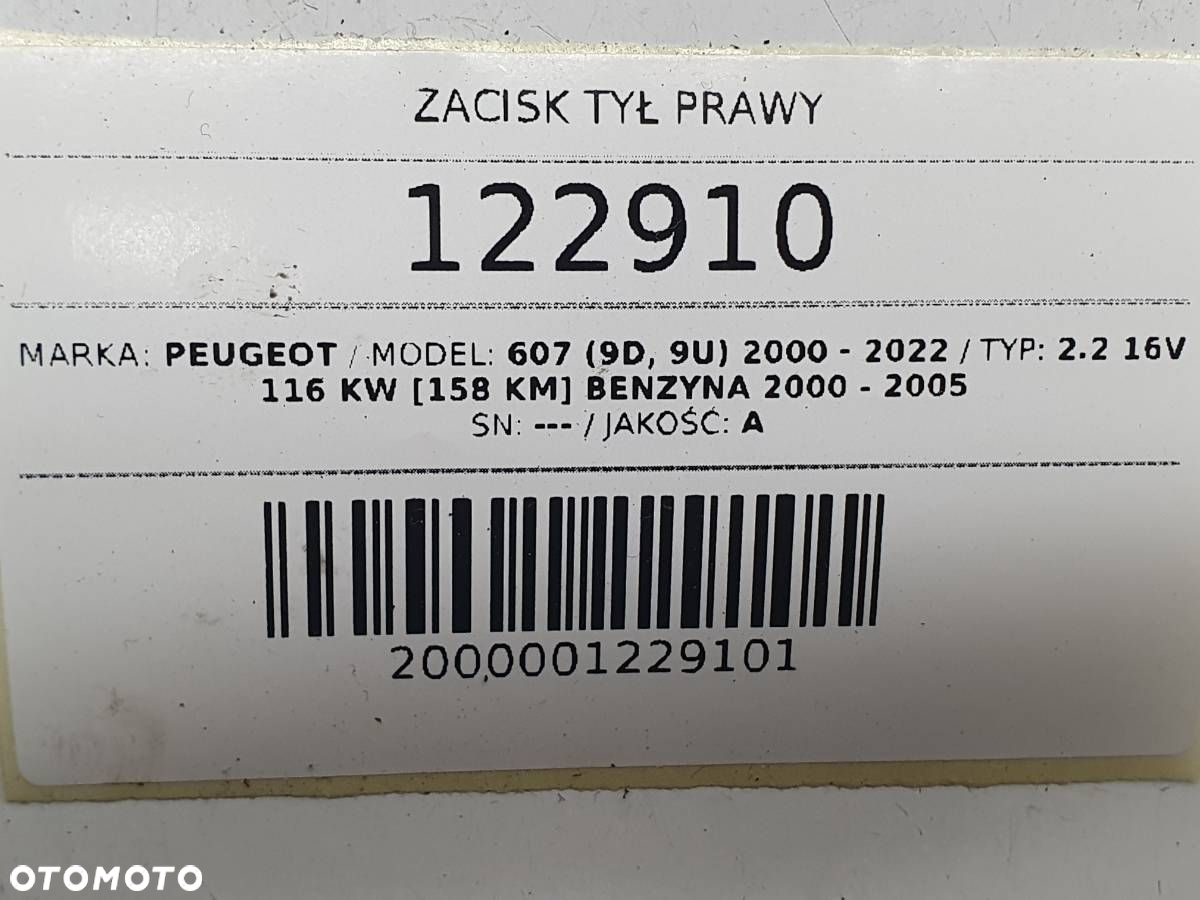 ZACISK TYŁ PRAWY
122910
MARKA: PEUGEOT / MODEL: 607 (9D, 9U) 2000 - 2022 / TYP: 2.2 16V
116 KW [158 KM] BENZYNA 2000 - 2005
SN: --- / JAKOŚĆ: A
2000001229101
OTOMOTO